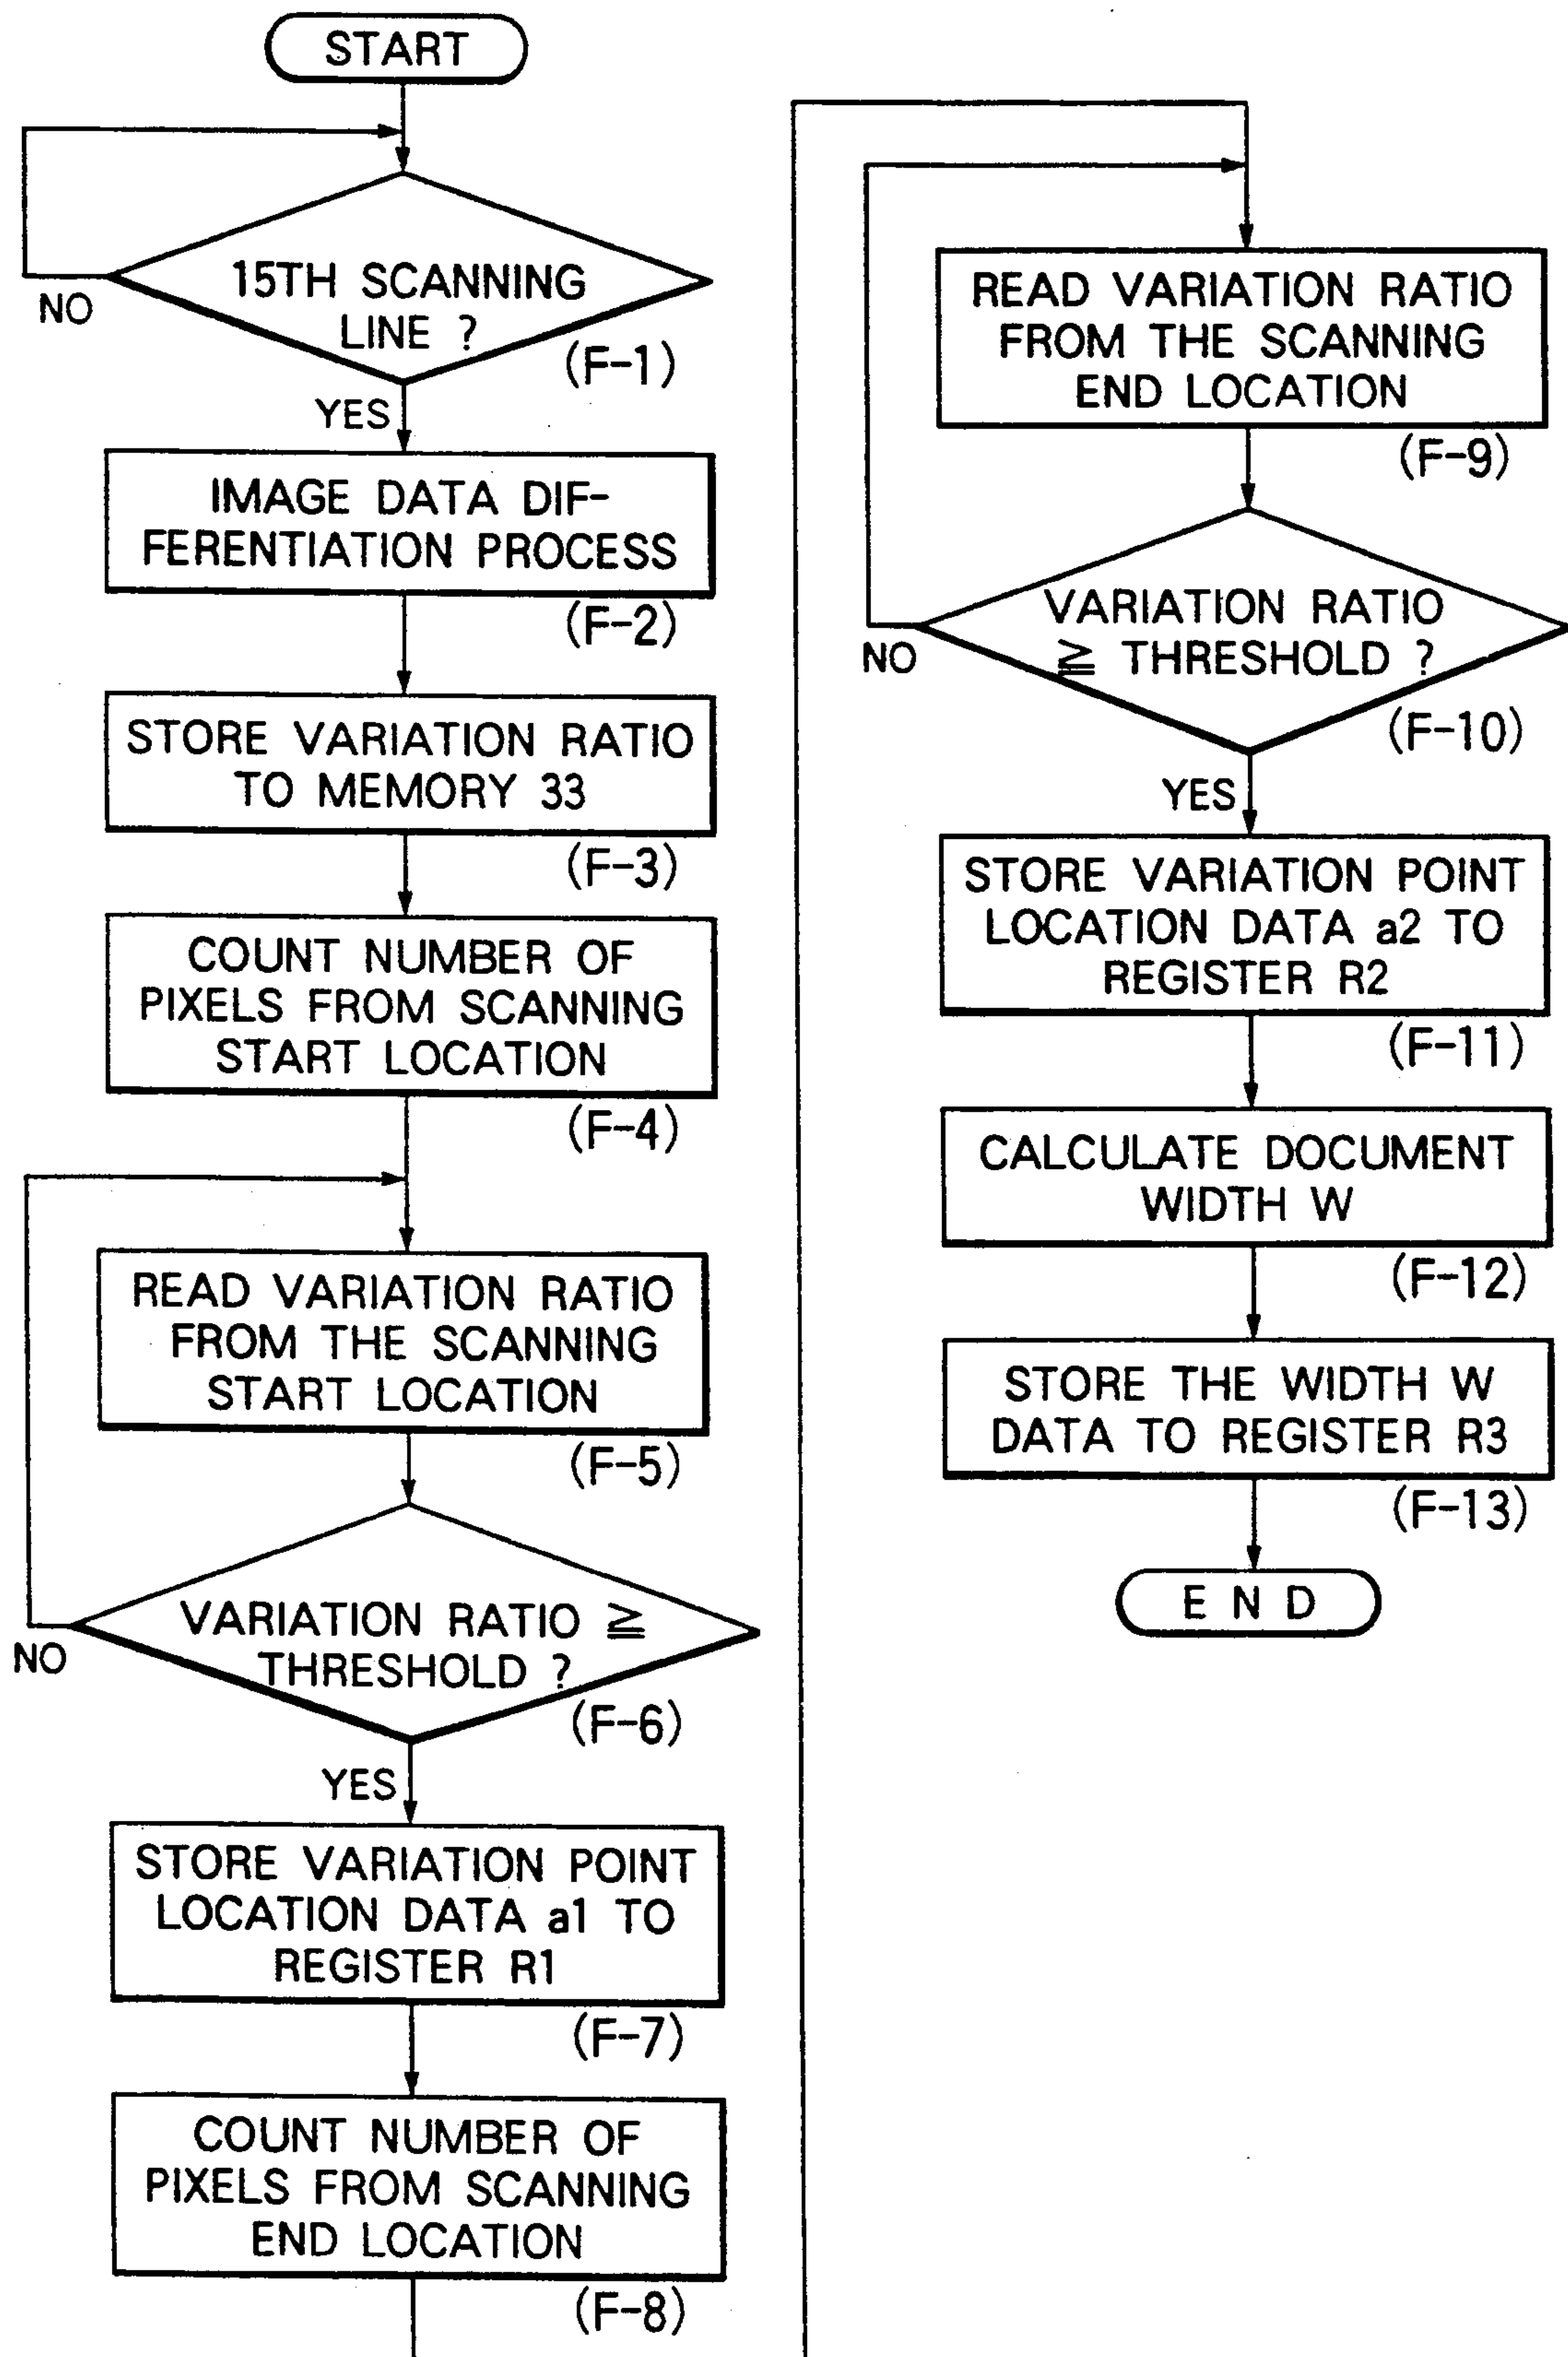 START
15TH SCANNING
LINE ?
NO
(F-1)
YES
IMAGE DATA DIF-
FERENTIATION PROCESS
(F-2)
STORE VARIATION RATIO
TO MEMORY 33
(F-3)
COUNT NUMBER OF
PIXELS FROM SCANNING
START LOCATION
(F-4)
READ VARIATION RATIO
FROM THE SCANNING
START LOCATION
(F-5)
VARIATION RATIO ≧
THRESHOLD ?
NO
(F-6)
YES
STORE VARIATION POINT
LOCATION DATA a1 TO
REGISTER R1
(F-7)
COUNT NUMBER OF
PIXELS FROM SCANNING
END LOCATION
(F-8)
READ VARIATION RATIO
FROM THE SCANNING
END LOCATION
(F-9)
VARIATION RATIO
≧ THRESHOLD ?
NO
(F-10)
YES
STORE VARIATION POINT
LOCATION DATA a2 TO
REGISTER R2
(F-11)
CALCULATE DOCUMENT
WIDTH W
(F-12)
STORE THE WIDTH W
DATA TO REGISTER R3
(F-13)
END